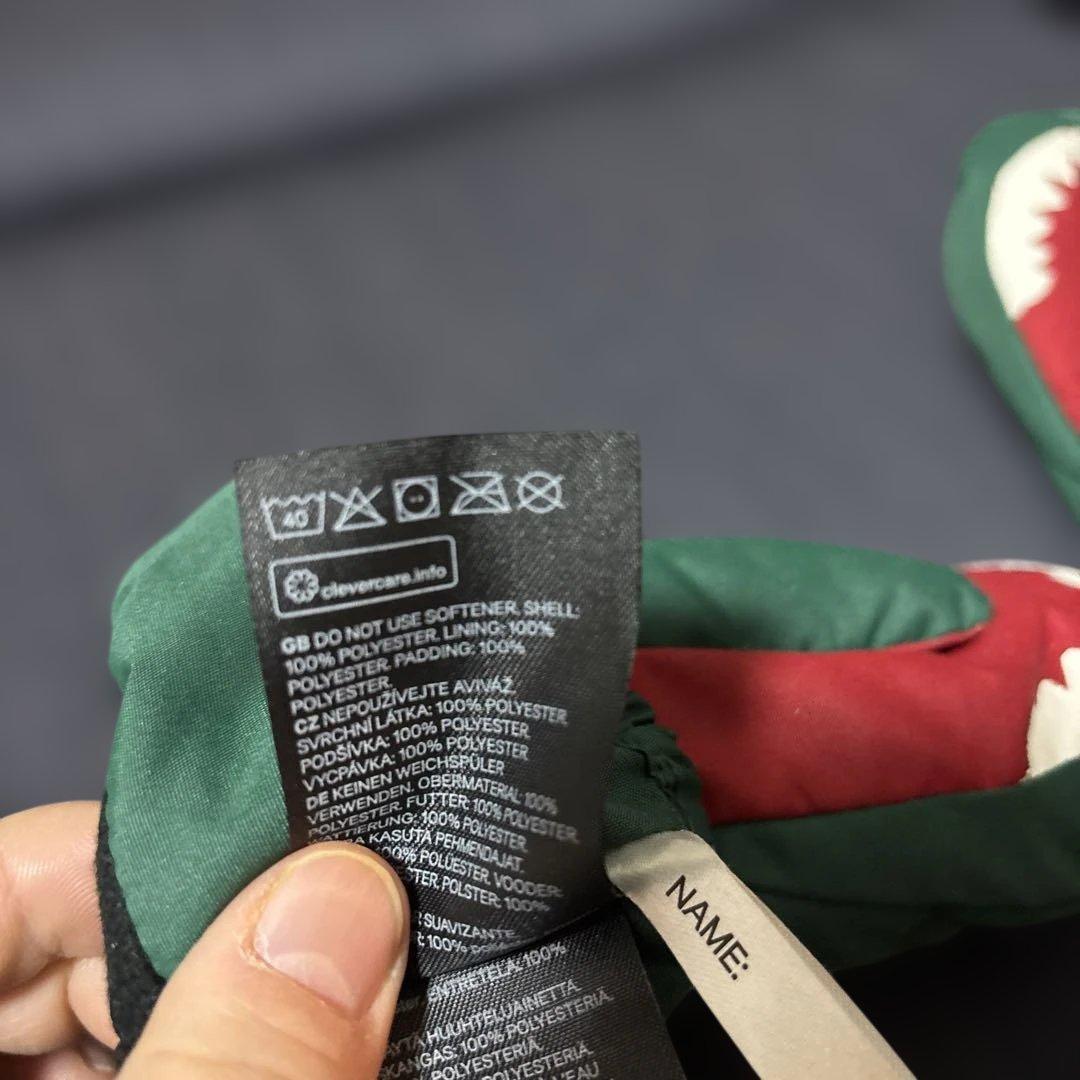 40
clevercare.info
GB DO NOT USE SOFTENER. SHELL:
100% POLYESTER. LINING: 100%
POLYESTER. PADDING: 100%
POLYESTER.
CZ NEPOUŽÍVEJTE AVIVÁŽ.
SVRCHNÍ LÁTKA: 100% POLYESTER.
PODŠÍVKA: 100% POLYESTER.
VYCPÁVKA: 100% POLYESTER.
DE KEINEN WEICHSPÜLER
VERWENDEN. OBERMATERIAL: 100%
POLYESTER. FUTTER: 100% POLYESTER.
100% POLYESTER.
KASUTA PEHMENDAJAT.
POLÜESTER. VOODER:
POLSTER: 100%
SUAVIZANTE.
100%
ENTRETELA: 100%
HUUHTELUAINETTA.
100% POLYESTERIÄ.
POLYESTERIÄ.
NAME: